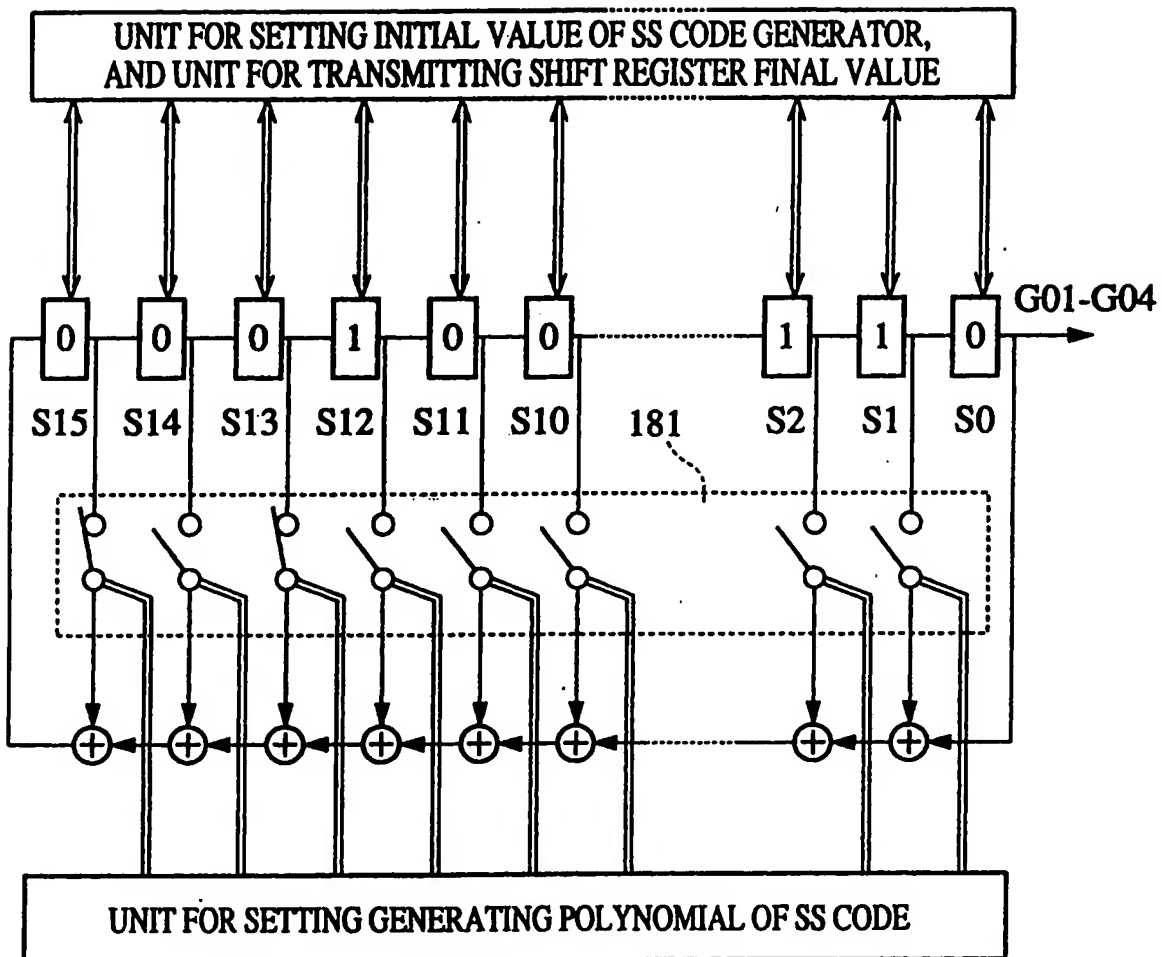 UNIT FOR SETTING INITIAL VALUE OF SS CODE GENERATOR,
AND UNIT FOR TRANSMITTING SHIFT REGISTER FINAL VALUE
G01-G04
0 0 0 1 0 0 1 1 0
S15 S14 S13 S12 S11 S10 181 S2 S1 S0
UNIT FOR SETTING GENERATING POLYNOMIAL OF SS CODE